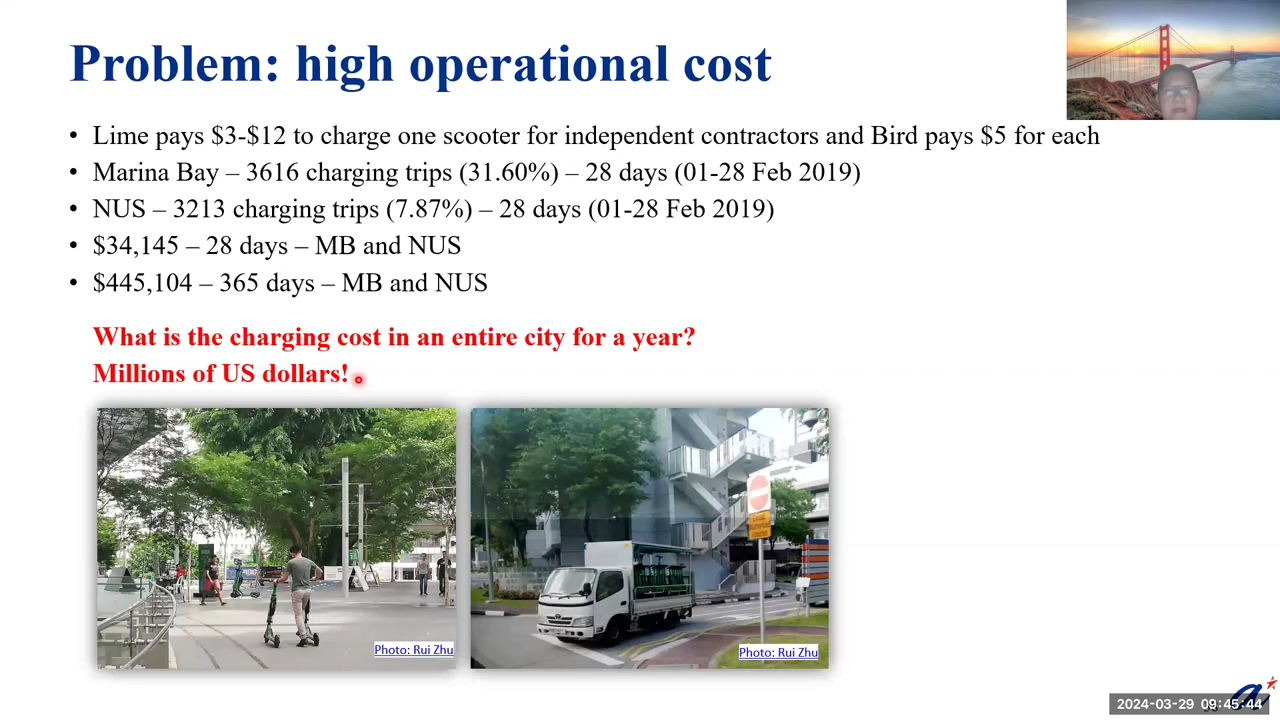 Problem: high operational cost
• Lime pays $3-$12 to charge one scooter for independent contractors and Bird pays $5 for each
• Marina Bay – 3616 charging trips (31.60%) – 28 days (01-28 Feb 2019)
• NUS – 3213 charging trips (7.87%) – 28 days (01-28 Feb 2019)
• $34,145 – 28 days – MB and NUS
• $445,104 – 365 days – MB and NUS
What is the charging cost in an entire city for a year?
Millions of US dollars!
Photo: Rui Zhu
Photo: Rui Zhu
2024-03-29 09:45:44